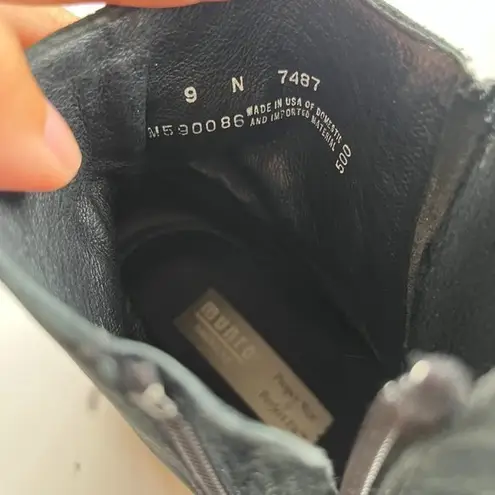 9 N 7487
M590086 MADE IN USA OF DOMESTIC
AND IMPORTED MATERIAL
500
munro